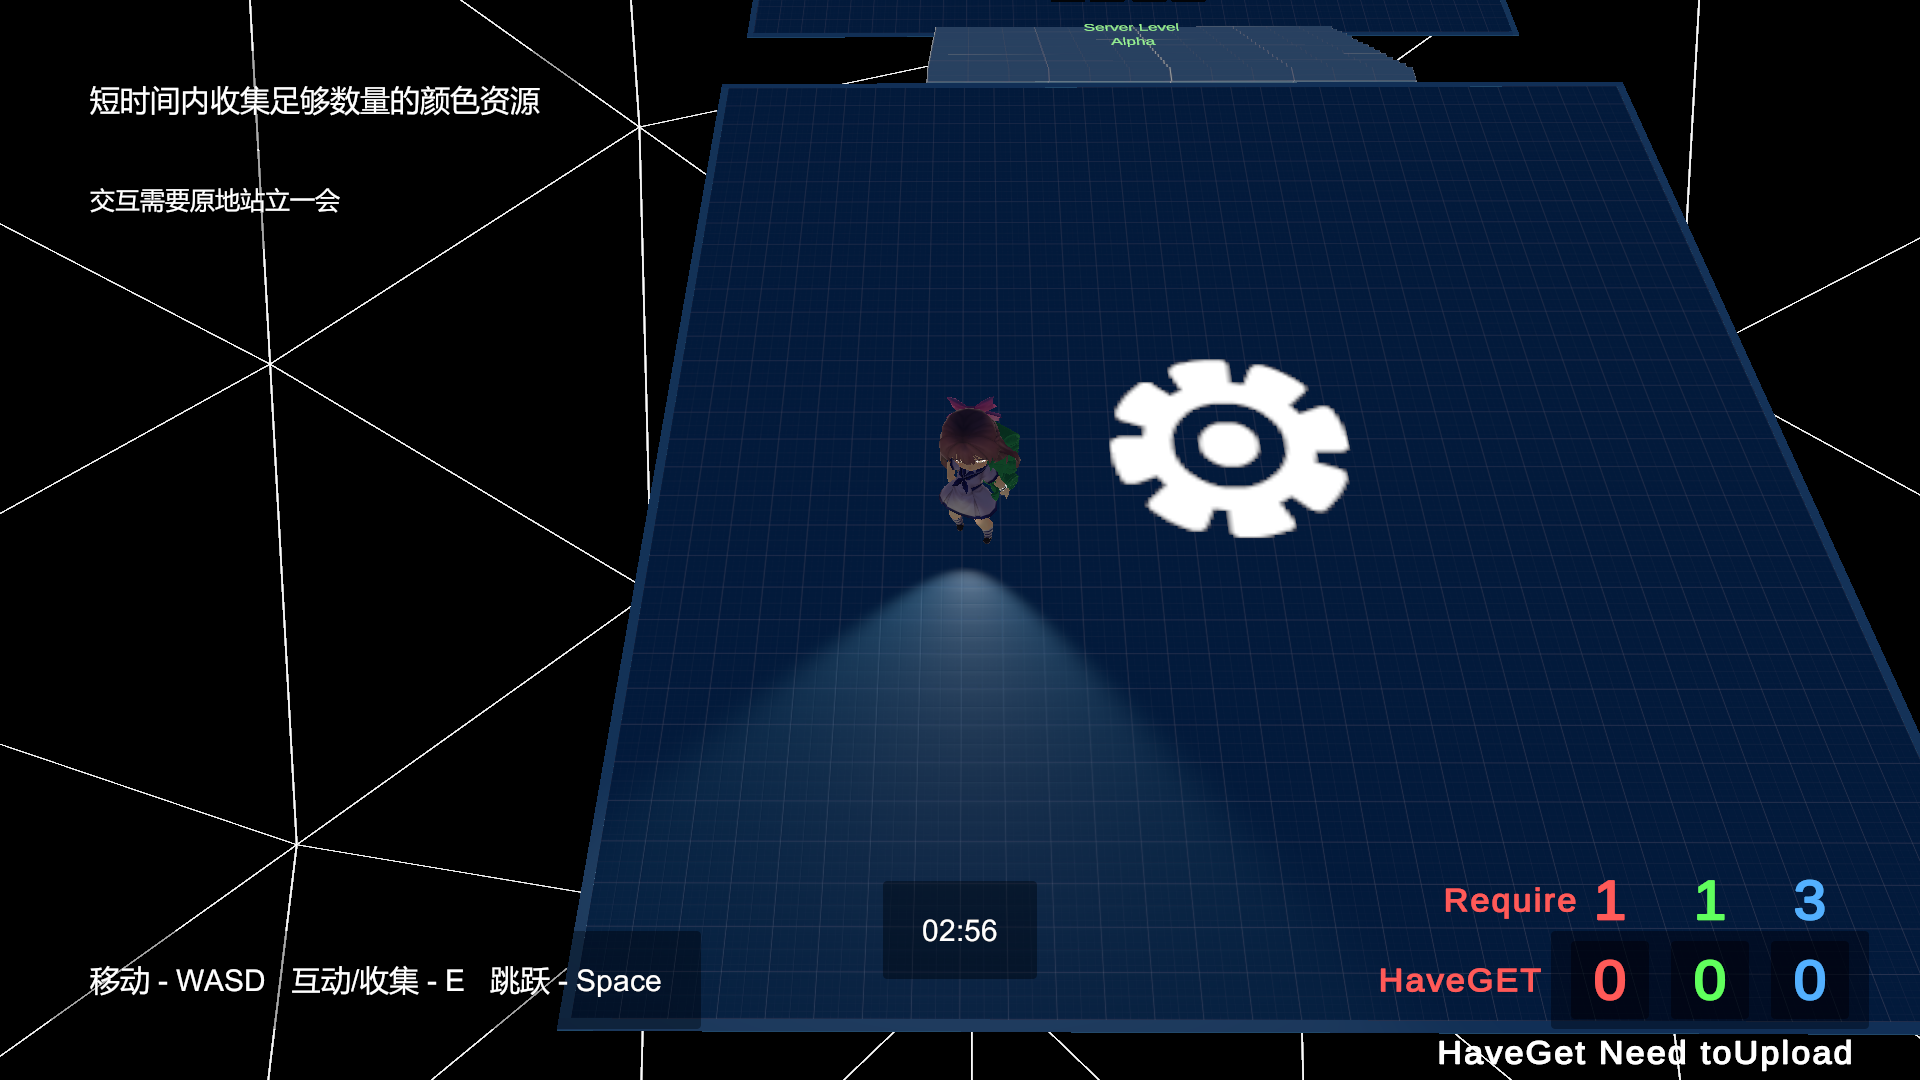 Server Level
Alpha
短时间内收集足够数量的颜色资源
交互需要原地站立一会
02:56
Require 1 1 3
HaveGET 0 0 0
移动 - WASD 互动/收集 - E 跳跃 - Space
HaveGet Need toUpload